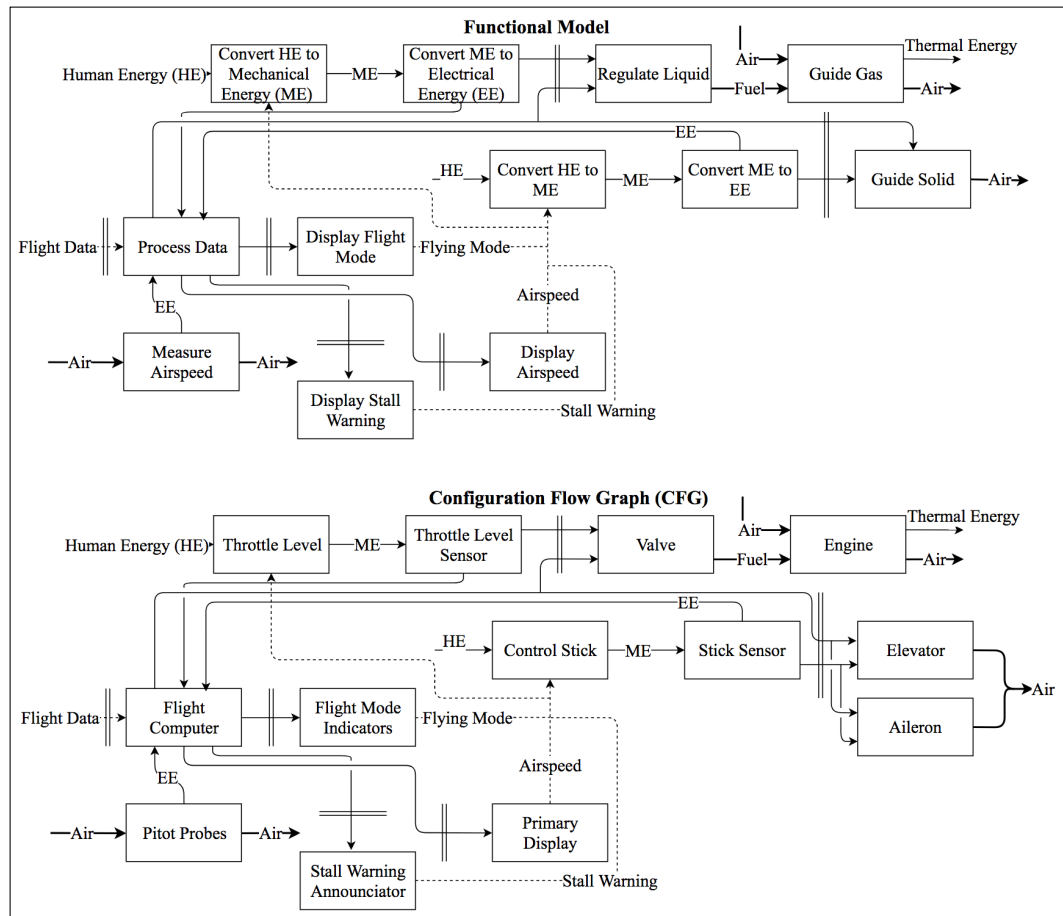 Functional Model
Human Energy (HE)
Convert HE to
Mechanical
Energy (ME)
ME
Convert ME to
Electrical
Energy (EE)
Regulate Liquid
Air
Fuel
Guide Gas
Thermal Energy
Air
EE
HE
Convert HE to
ME
ME
Convert ME to
EE
Guide Solid
Air
Flight Data
Process Data
Display Flight
Mode
Flying Mode
EE
Airspeed
Air
Measure
Airspeed
Air
Display
Airspeed
Display Stall
Warning
Stall Warning
Configuration Flow Graph (CFG)
Human Energy (HE)
Throttle Level
ME
Throttle Level
Sensor
Valve
Air
Fuel
Engine
Thermal Energy
Air
EE
HE
Control Stick
ME
Stick Sensor
Elevator
Aileron
Air
Flight Data
Flight
Computer
Flight Mode
Indicators
Flying Mode
EE
Airspeed
Air
Pitot Probes
Air
Primary
Display
Stall Warning
Announciator
Stall Warning